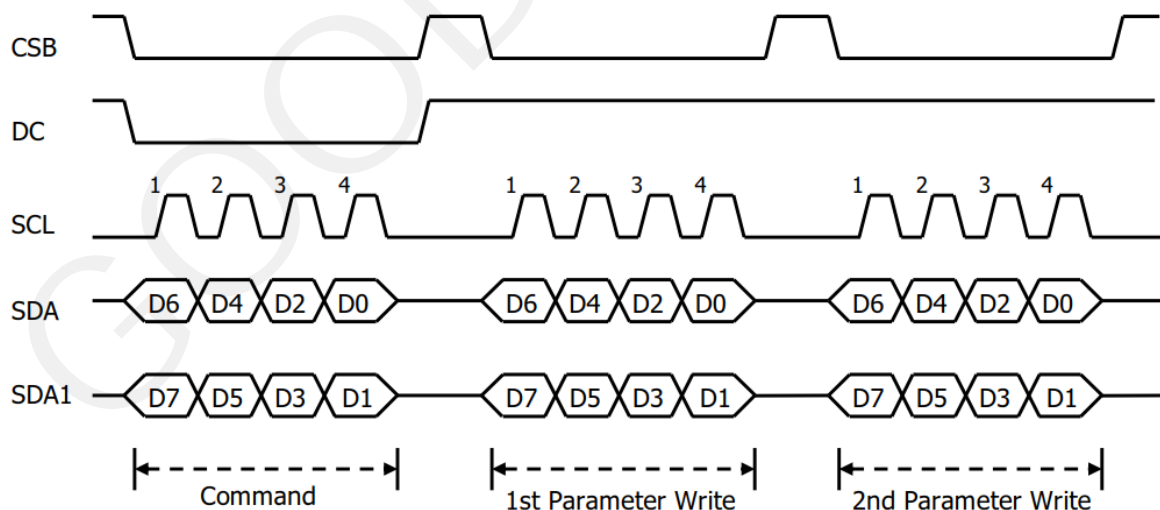 GOOD
CSB
DC
1 2 3 4 1 2 3 4 1 2 3 4
SCL
SDA D6 D4 D2 D0 D6 D4 D2 D0 D6 D4 D2 D0
SDA1 D7 D5 D3 D1 D7 D5 D3 D1 D7 D5 D3 D1
Command 1st Parameter Write 2nd Parameter Write